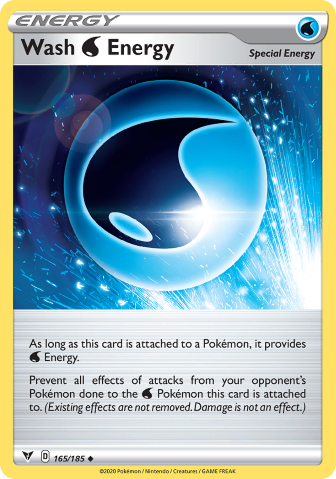 ENERGY
Wash Energy
Special Energy
As long as this card is attached to a Pokémon, it provides
Energy.
Prevent all effects of attacks from your opponent's
Pokémon done to the Pokémon this card is attached
to. (Existing effects are not removed. Damage is not an effect.)
D 165/185
©2020 Pokémon / Nintendo / Creatures / GAME FREAK